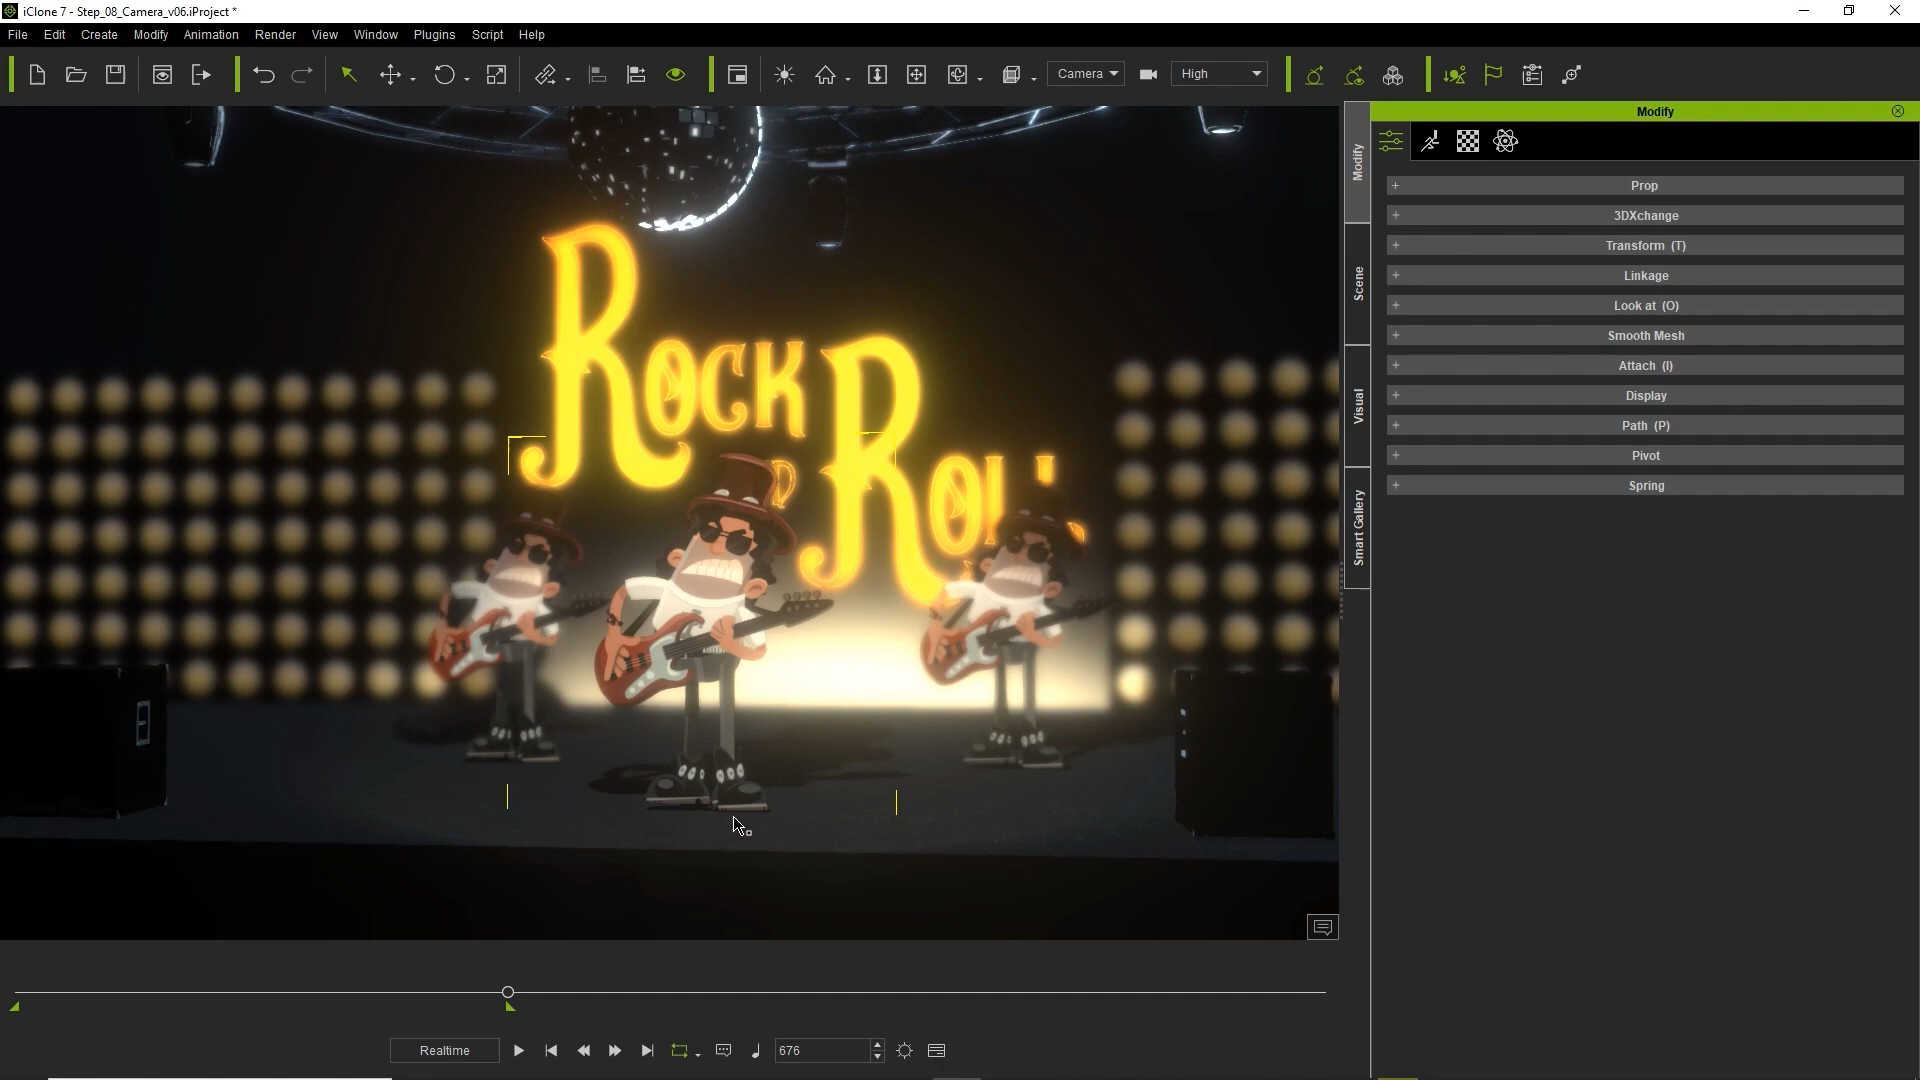 iClone 7 - Step_08_Camera_v06.iProject *
File Edit Create Modify Animation Render View Window Plugins Script Help
Camera High
Modify
Modify
Scene
Visual
Smart Gallery
Prop
3DXchange
Transform (T)
Linkage
Look at (O)
Smooth Mesh
Attach (I)
Display
Path (P)
Pivot
Spring
ROCK
ROLL
Realtime 676